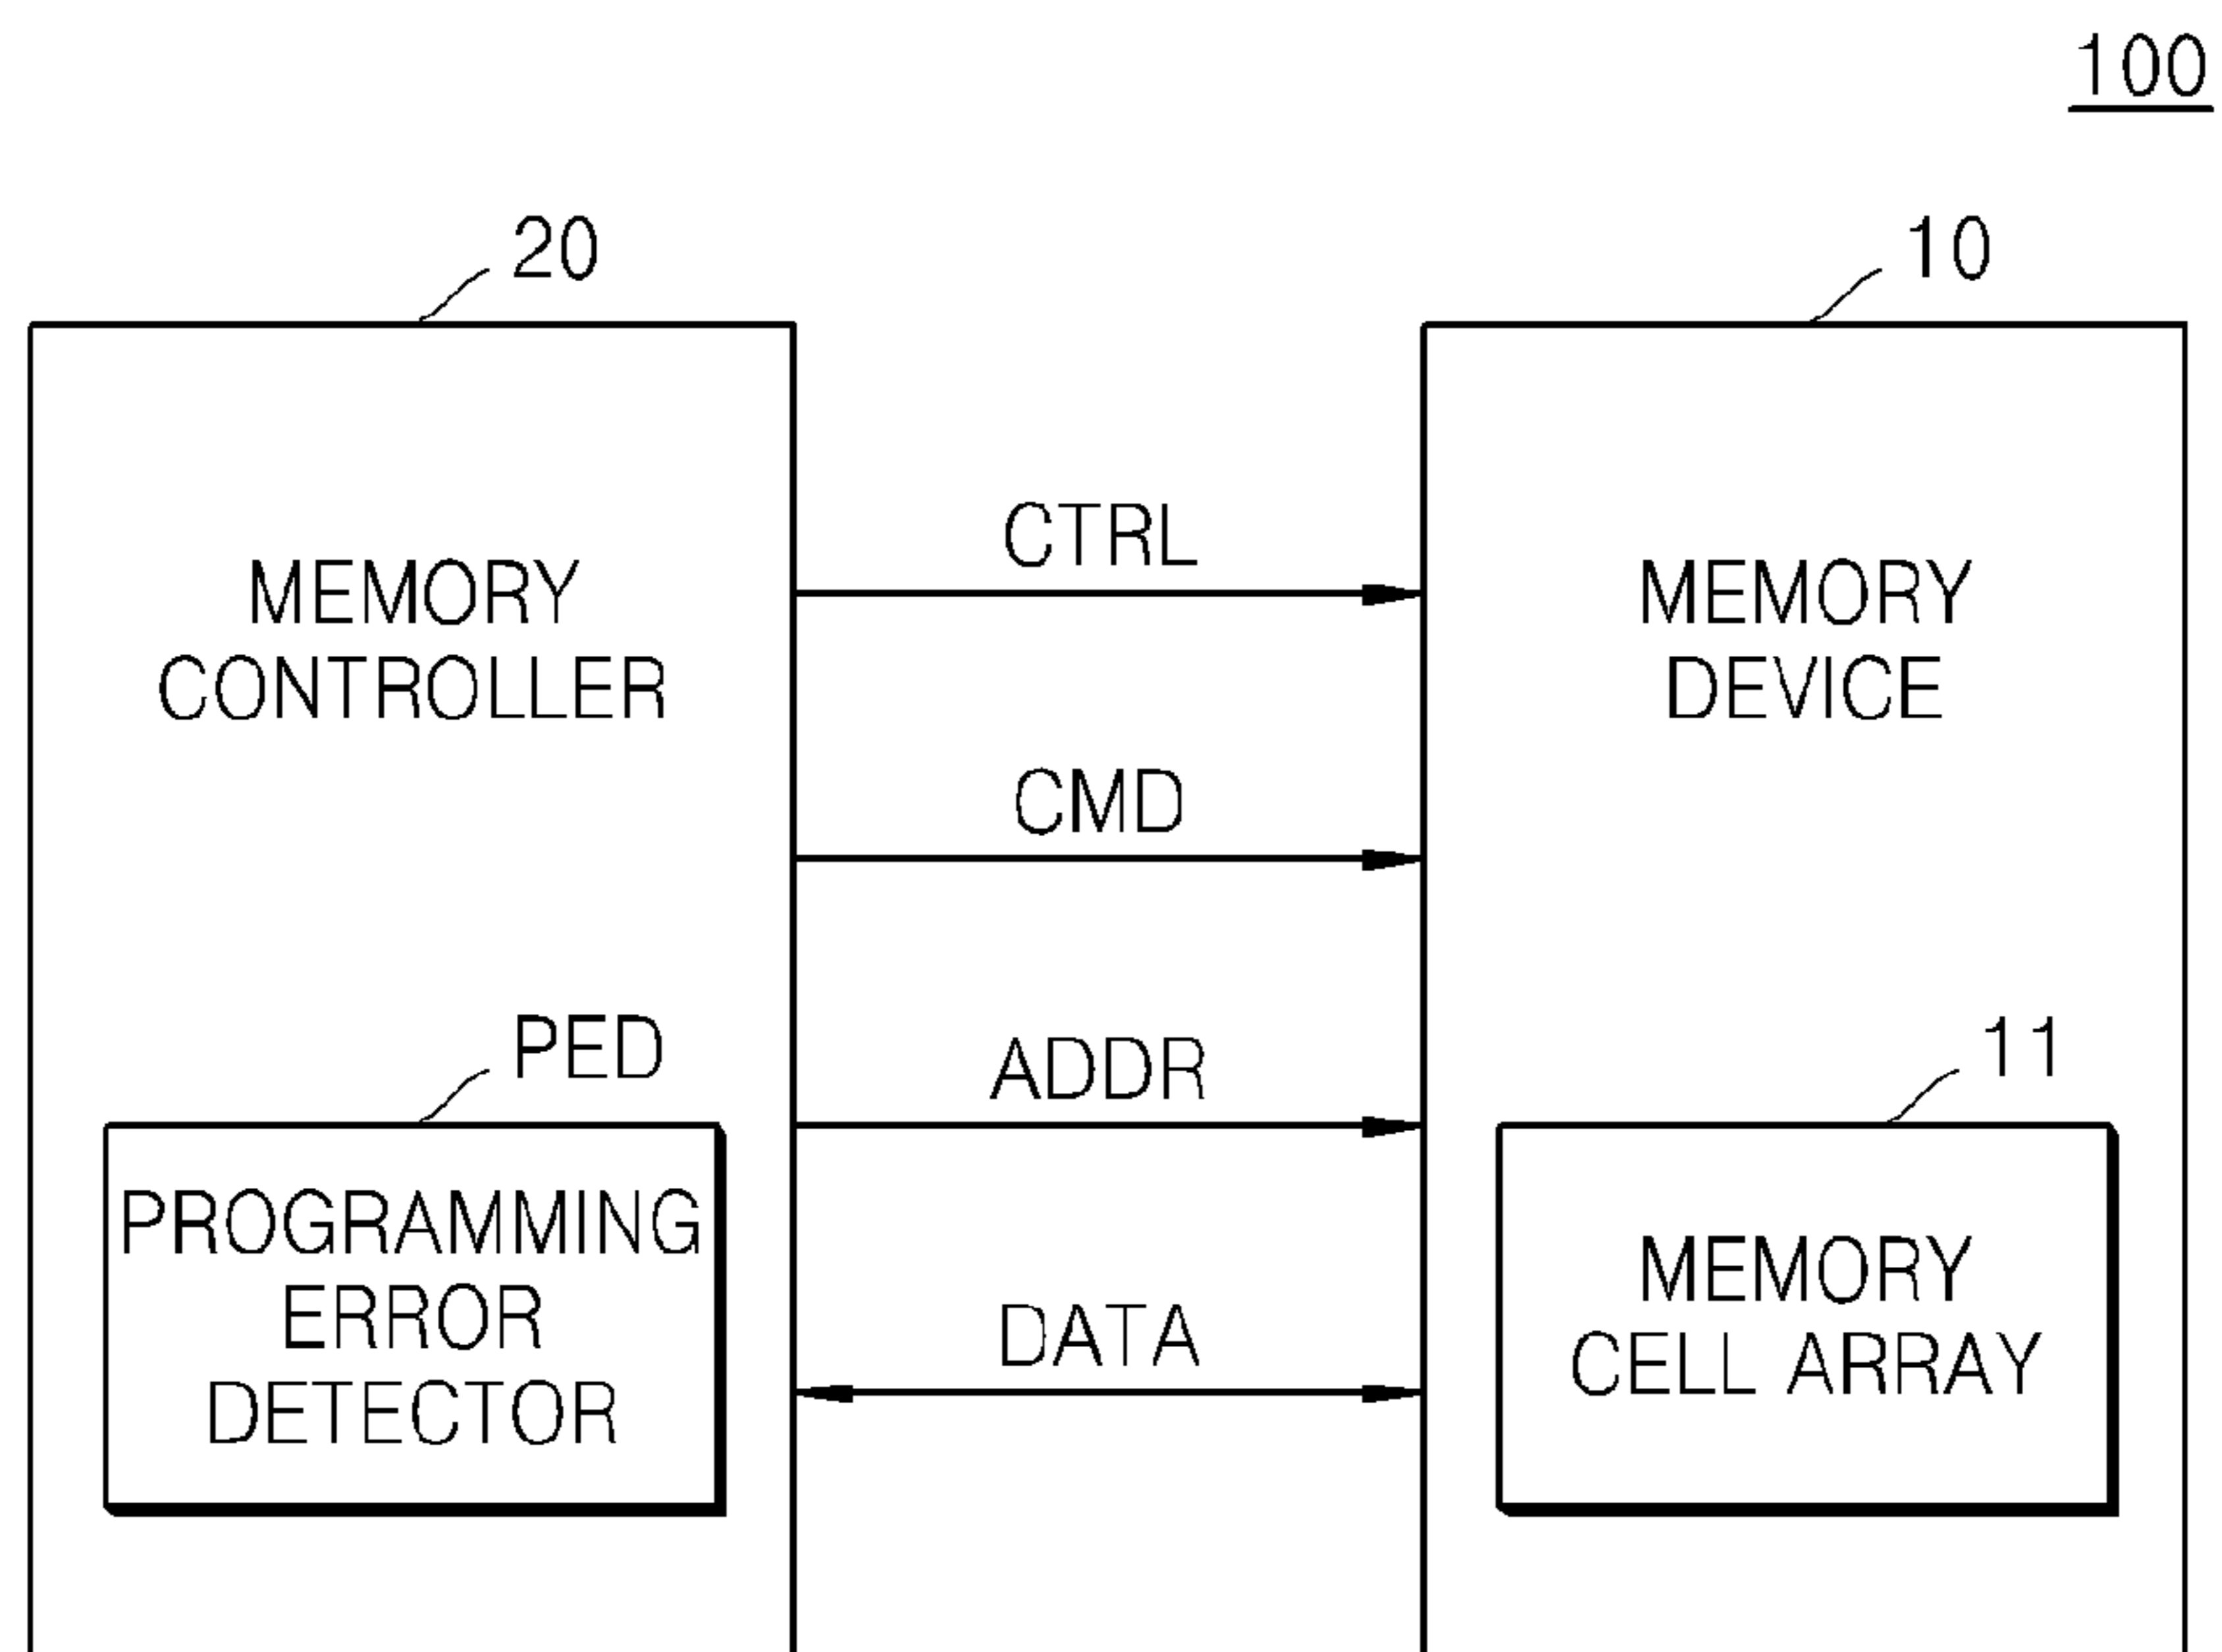 100
20
10
MEMORY
CONTROLLER
CTRL
MEMORY
DEVICE
CMD
PED
ADDR
11
PROGRAMMING
ERROR
DETECTOR
DATA
MEMORY
CELL ARRAY